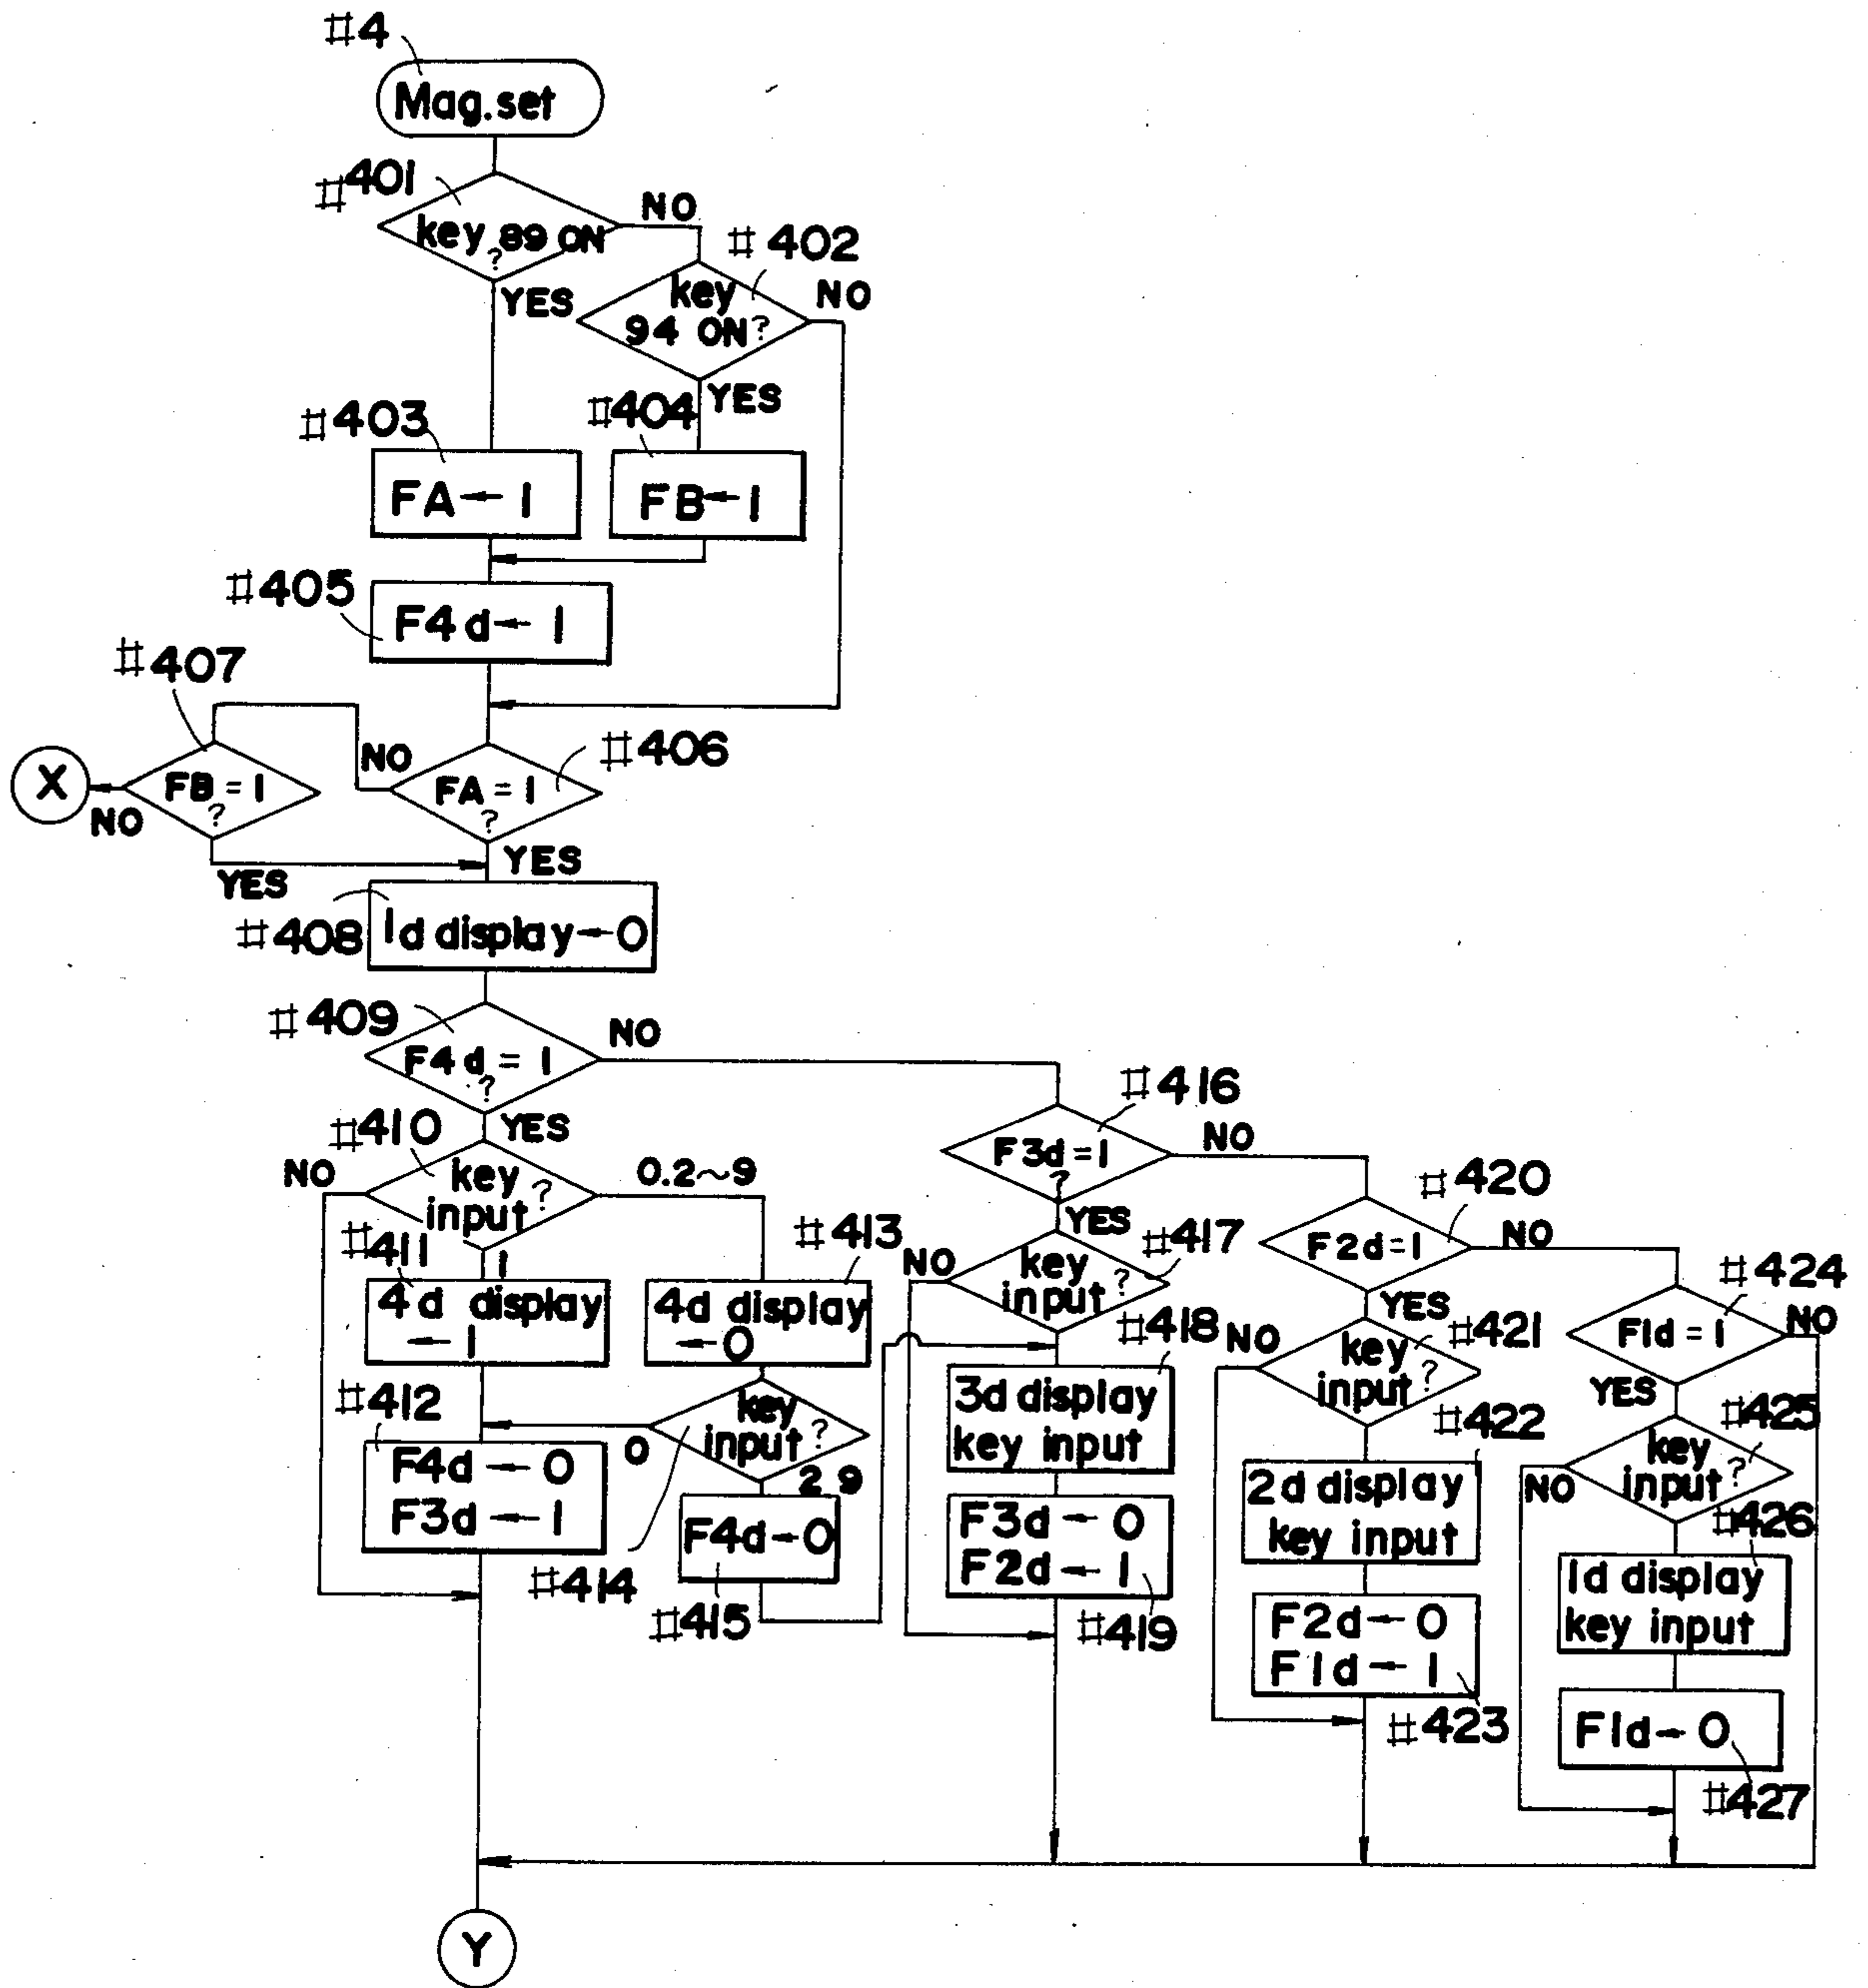 #4
Mag.set
#401
key 89 ON
?
NO
YES
#402
key
94 ON?
NO
YES
#403
FA←1
#404
FB←1
#405
F4d←1
#407
FB=1
?
NO
YES
X
#406
FA=1
?
NO
YES
#408
1d display←0
#409
F4d=1
?
NO
YES
#410
key
input?
NO
0.2~9
1
#411
4d display
←1
#412
F4d←0
F3d←1
#413
4d display
←0
#414
key
input?
0
2 9
#415
F4d←0
#416
F3d=1
?
NO
YES
#417
key
input?
NO
#418
3d display
key input
F3d←0
F2d←1
#419
#420
F2d=1
NO
YES
#421
key
input?
NO
#422
2d display
key input
F2d←0
F1d←1
#423
#424
F1d=1
NO
YES
#425
key
input?
NO
#426
1d display
key input
F1d←0
#427
Y